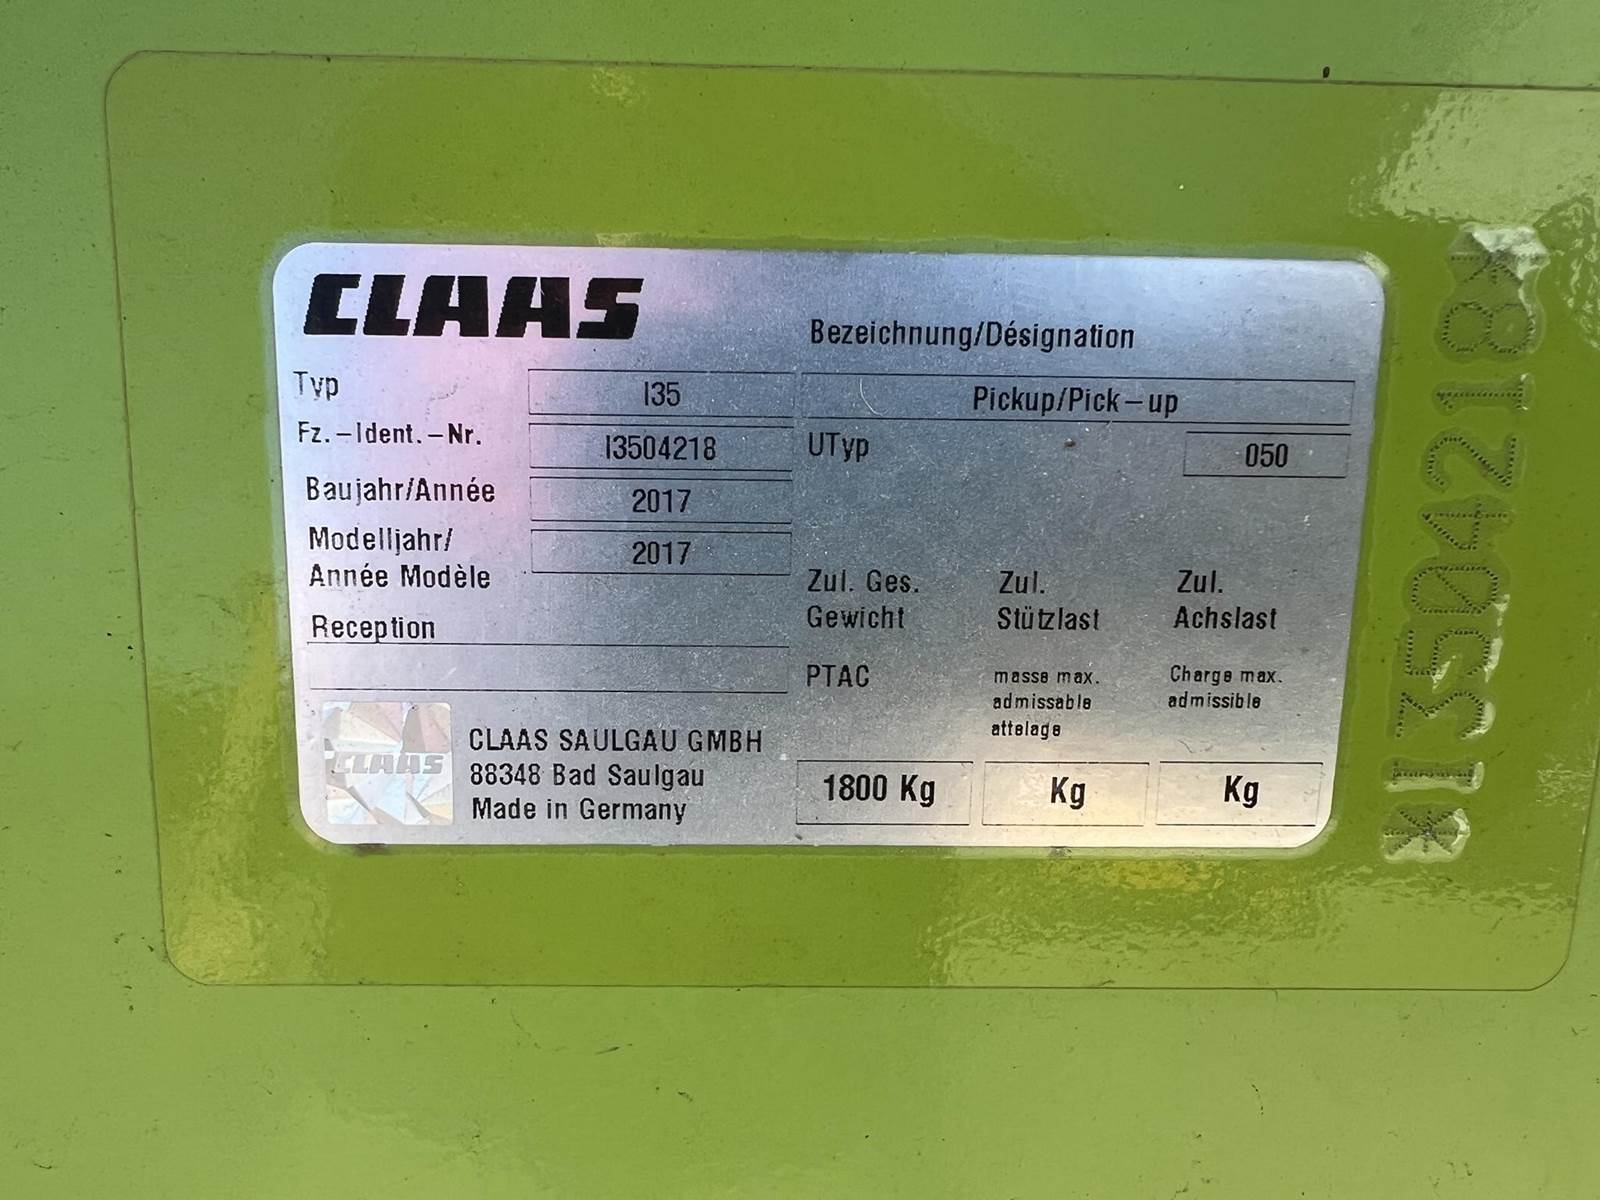 CLAAS
Bezeichnung/Désignation
Typ I35 Pickup/Pick-up
Fz.-Ident.-Nr. I3504218 UTyp 050
Baujahr/Année 2017
Modelljahr/ 2017
Année Modèle
Reception
Zul. Ges. Zul. Zul.
Gewicht Stützlast Achslast
PTAC masse max. Charge max.
admissable admissible
attelage
1800 Kg Kg Kg
CLAAS
CLAAS SAULGAU GMBH
88348 Bad Saulgau
Made in Germany
*I3504218*